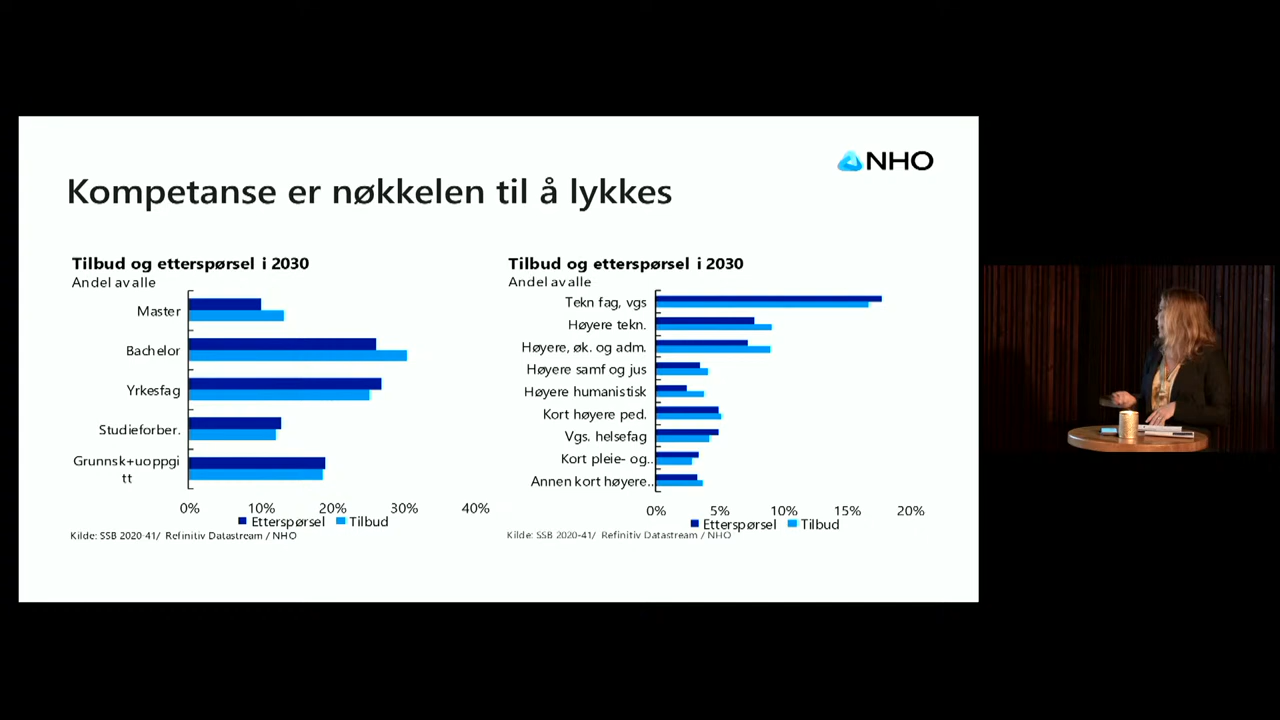 NHO
Kompetanse er nøkkelen til å lykkes
Tilbud og etterspørsel i 2030
Andel av alle
Master
Bachelor
Yrkesfag
Studieforber.
Grunnsk+uoppgi
tt
0% 10% 20% 30% 40%
Etterspørsel Tilbud
Kilde: SSB 2020-41/ Refinitiv Datastream / NHO
Tilbud og etterspørsel i 2030
Andel av alle
Tekn fag, vgs
Høyere tekn.
Høyere, øk. og adm.
Høyere samf og jus
Høyere humanistisk
Kort høyere ped.
Vgs. helsefag
Kort pleie- og..
Annen kort høyere..
0% 5% 10% 15% 20%
Etterspørsel Tilbud
Kilde: SSB 2020-41/ Refinitiv Datastream / NHO